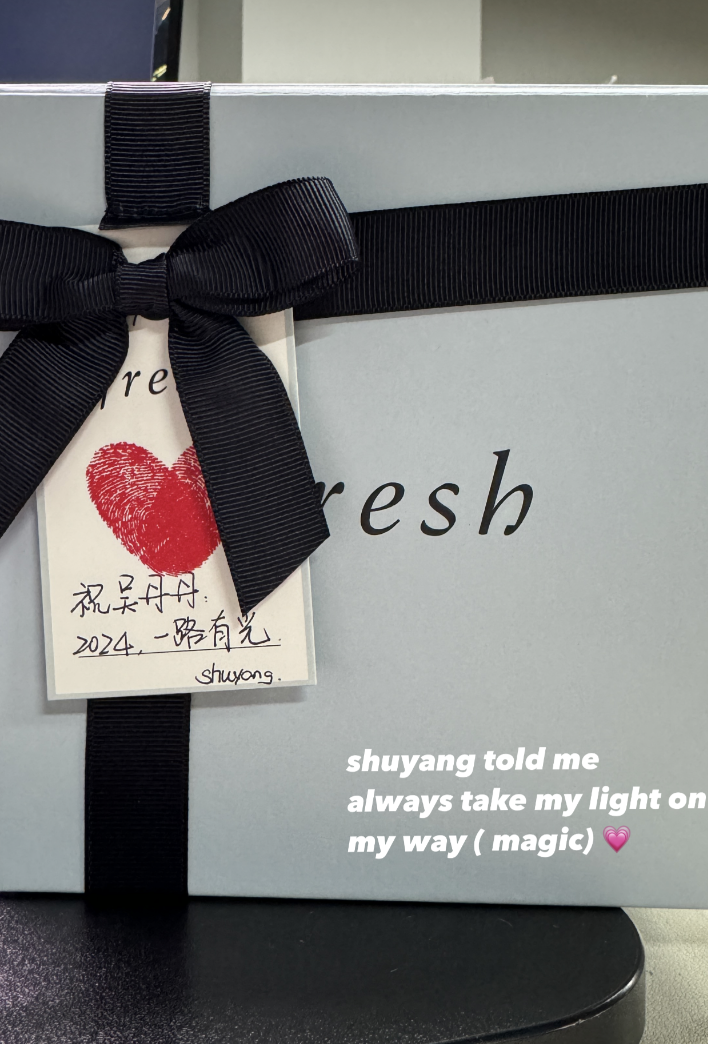 fre
resh
祝吴丹丹:
2024,一路有光.
shuyang.
shuyang told me
always take my light on
my way ( magic) 💗